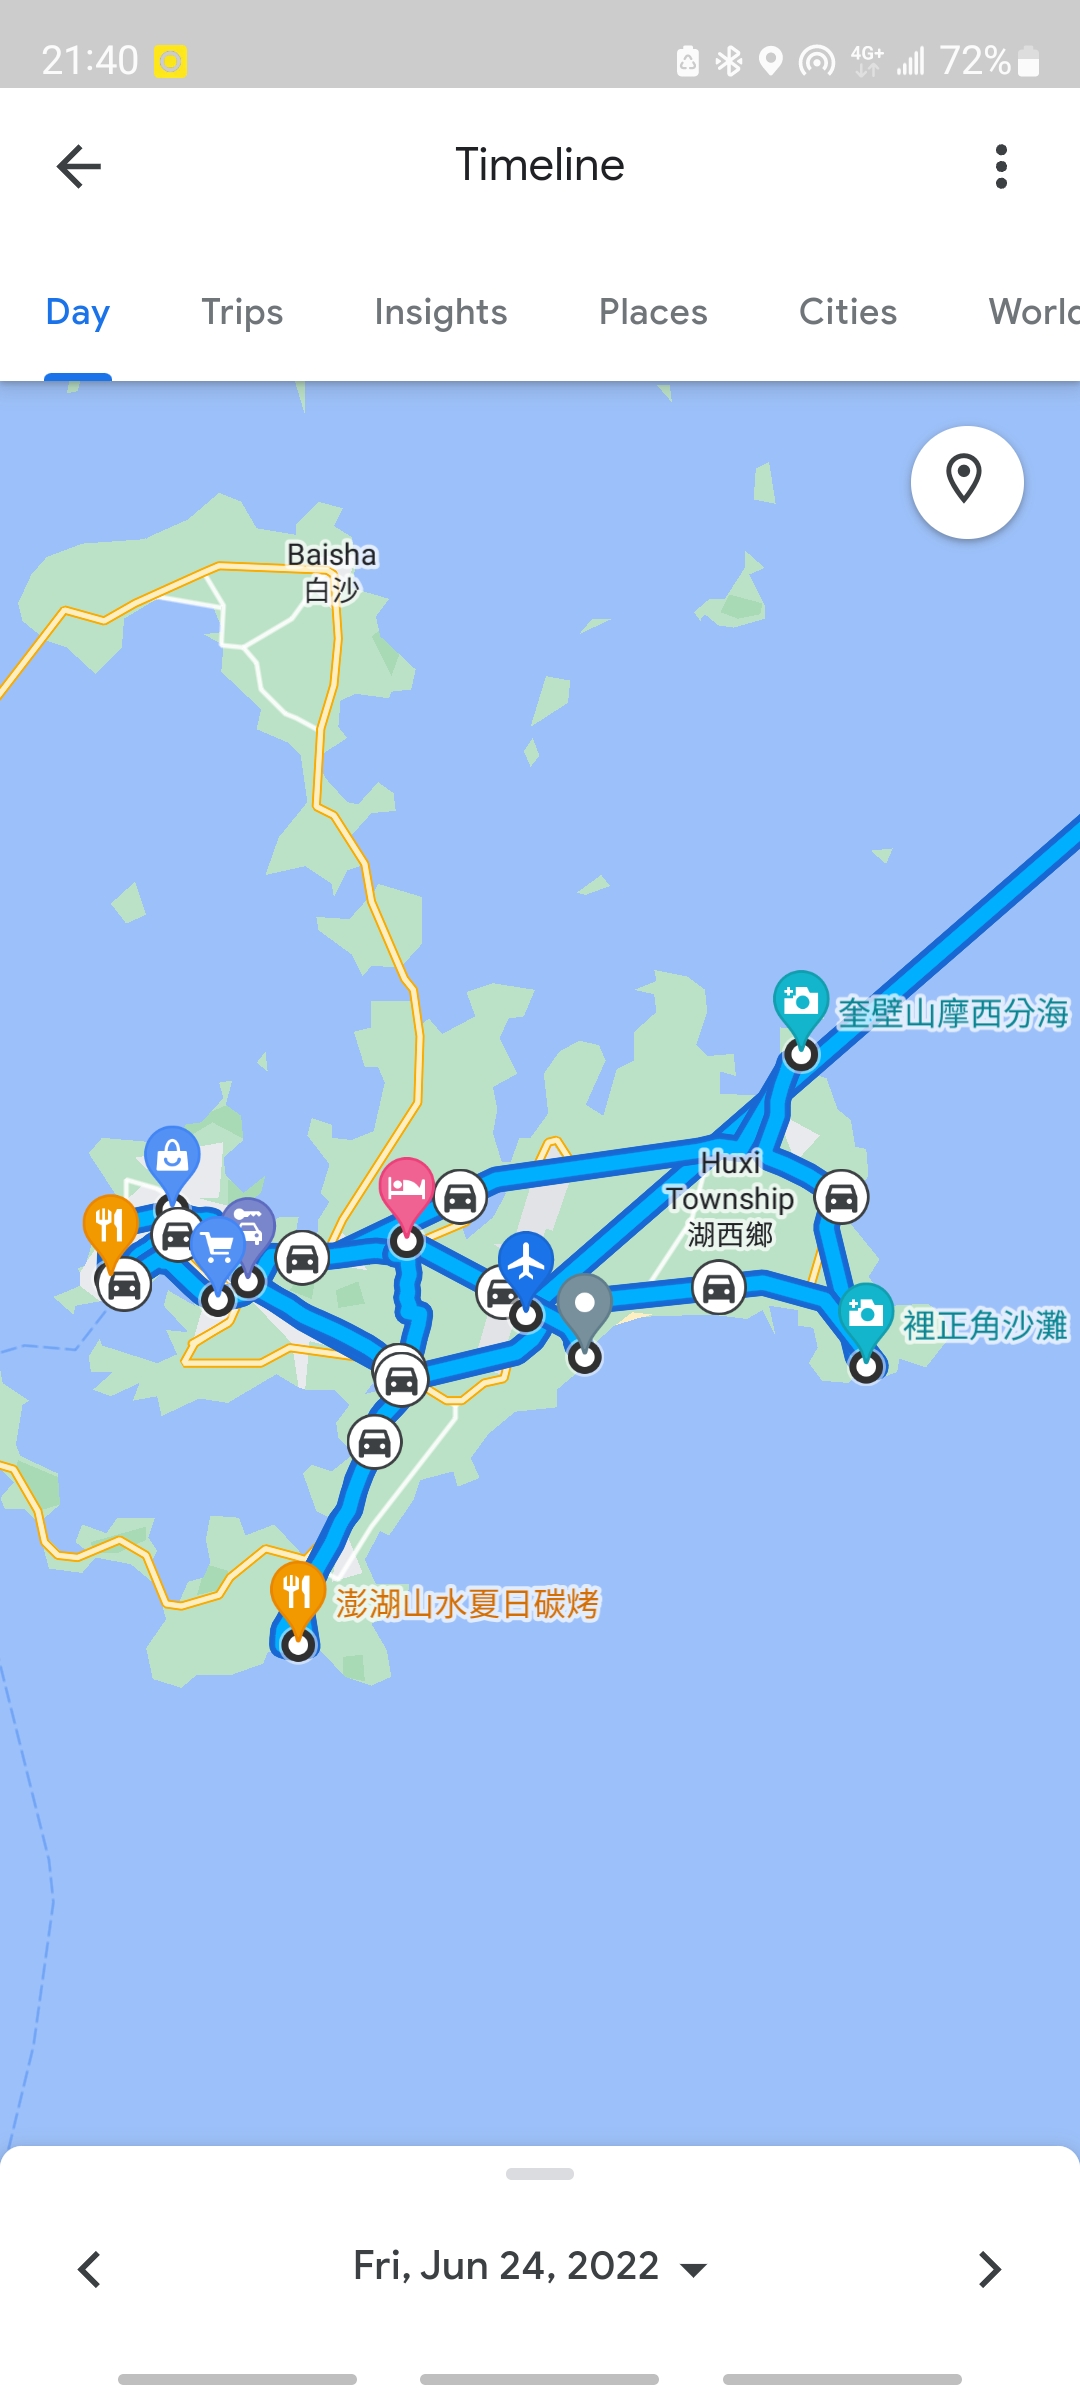 21:40
4G+
72%
Timeline
Day
Trips
Insights
Places
Cities
World
Baisha
白沙
奎壁山摩西分海
Huxi
Township
湖西鄉
裡正角沙灘
澎湖山水夏日碳烤
Fri, Jun 24, 2022